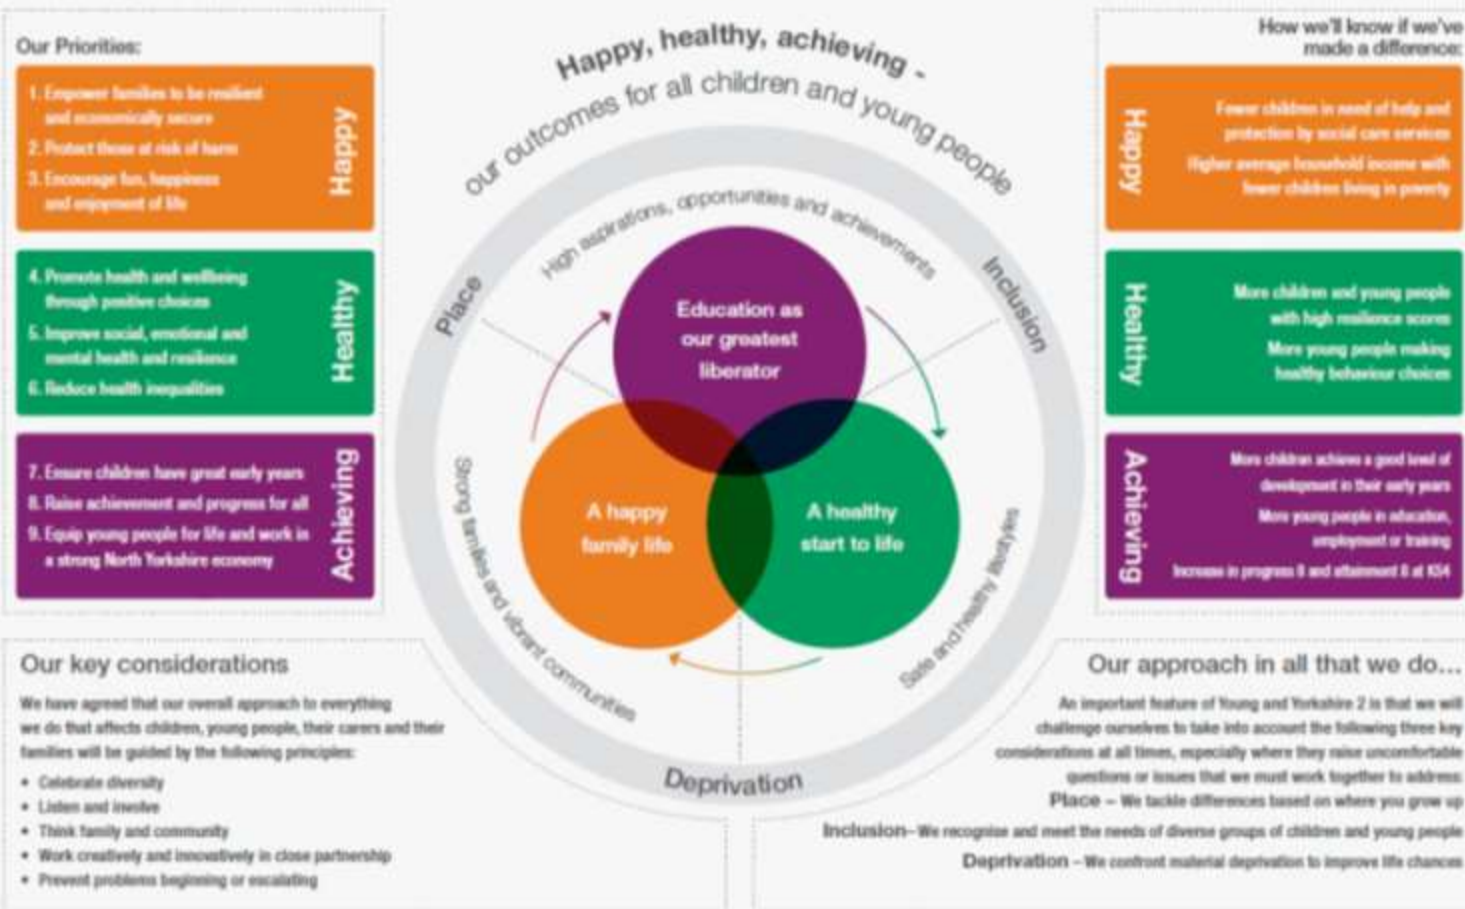 Our Priorities:
1. Empower families to be resilient
and economically secure
2. Protect those at risk of harm
3. Encourage fun, happiness
and enjoyment of life
Happy
4. Promote health and wellbeing
through positive choices
5. Improve social, emotional and
mental health and resilience
6. Reduce health inequalities
Healthy
7. Ensure children have great early years
8. Raise achievement and progress for all
9. Equip young people for life and work in
a strong North Yorkshire economy
Achieving
Happy, healthy, achieving -
our outcomes for all children and young people
Place
Inclusion
Deprivation
High aspirations, opportunities and achievements
Strong families and vibrant communities
Safe and healthy lifestyles
Education as
our greatest
liberator
A happy
family life
A healthy
start to life
How we'll know if we've
made a difference:
Happy
Fewer children in need of help and
protection by social care services
Higher average household income with
fewer children living in poverty
Healthy
More children and young people
with high resilience scores
More young people making
healthy behaviour choices
Achieving
More children achieve a good level of
development in their early years
More young people in education,
employment or training
Increase in progress 8 and attainment 8 at KS4
Our key considerations
We have agreed that our overall approach to everything
we do that affects children, young people, their carers and their
families will be guided by the following principles:
• Celebrate diversity
• Listen and involve
• Think family and community
• Work creatively and innovatively in close partnership
• Prevent problems beginning or escalating
Our approach in all that we do...
An important feature of Young and Yorkshire 2 is that we will
challenge ourselves to take into account the following three key
considerations at all times, especially where they raise uncomfortable
questions or issues that we must work together to address:
Place – We tackle differences based on where you grow up
Inclusion– We recognise and meet the needs of diverse groups of children and young people
Deprivation – We confront material deprivation to improve life chances